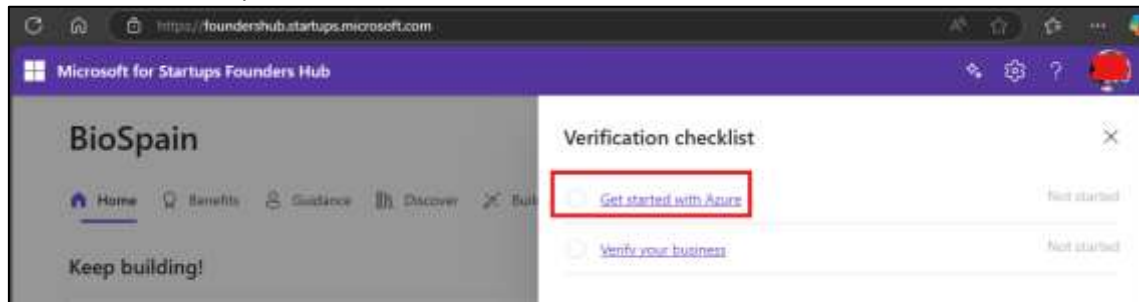 https://foundershub.startups.microsoft.com
Microsoft for Startups Founders Hub
?
BioSpain
Verification checklist
Home Benefits Guidance Discover Buil
Get started with Azure Not started
Verify your business Not started
Keep building!